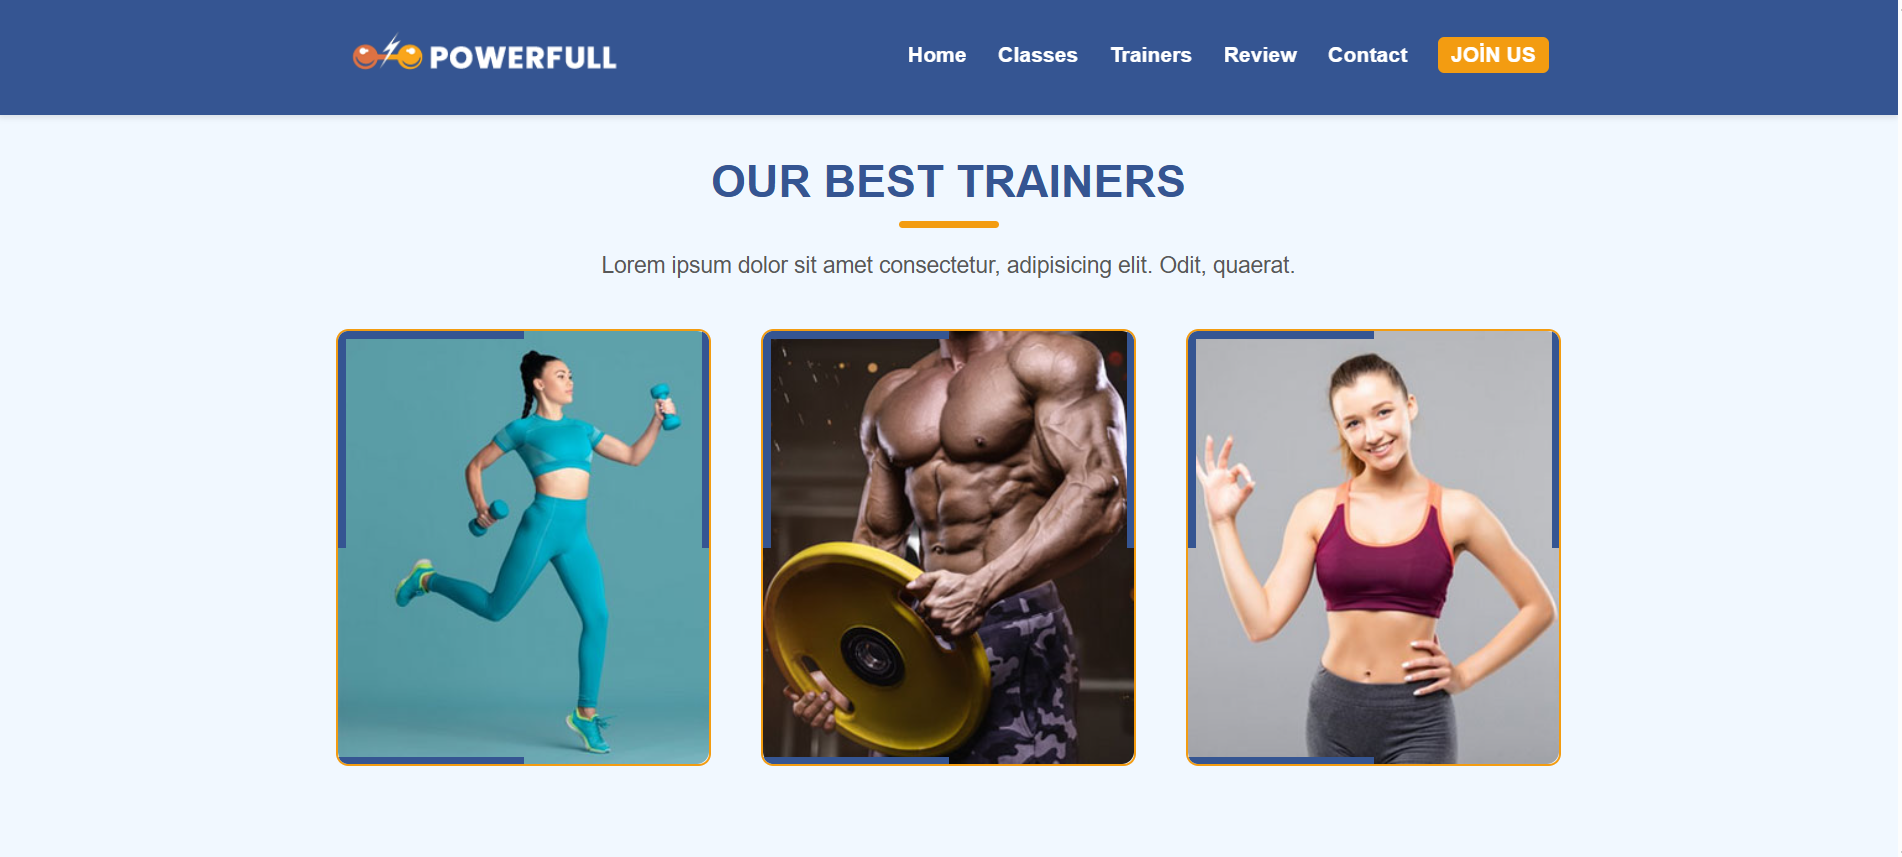 POWERFULL
Home Classes Trainers Review Contact JOİN US
OUR BEST TRAINERS
Lorem ipsum dolor sit amet consectetur, adipisicing elit. Odit, quaerat.